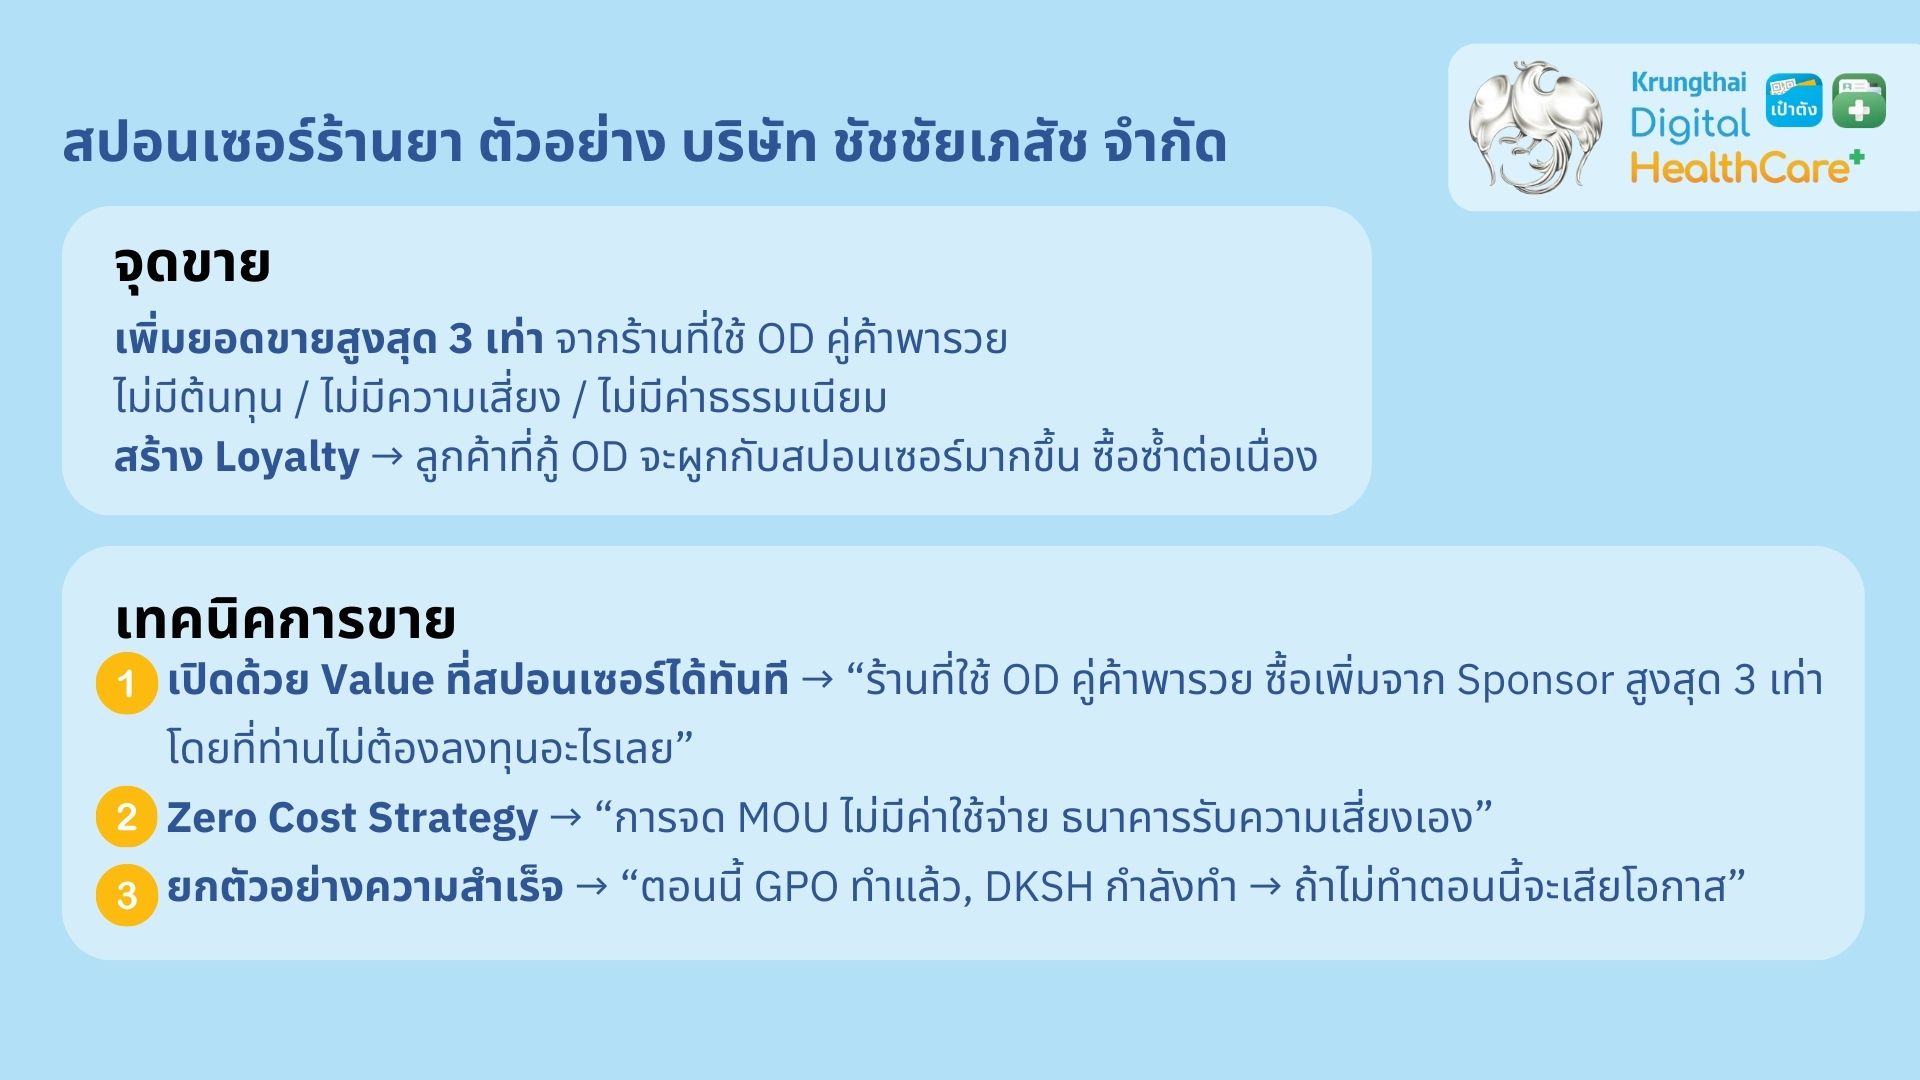 Krungthai
Digital
HealthCare+
เป๋าตัง
สปอนเซอร์ร้านยา ตัวอย่าง บริษัท ชัชชัยเภสัช จำกัด
จุดขาย
เพิ่มยอดขายสูงสุด 3 เท่า จากร้านที่ใช้ OD คู่ค้าพารวย
ไม่มีต้นทุน / ไม่มีความเสี่ยง / ไม่มีค่าธรรมเนียม
สร้าง Loyalty → ลูกค้าที่กู้ OD จะผูกกับสปอนเซอร์มากขึ้น ซื้อซ้ำต่อเนื่อง
เทคนิคการขาย
1 เปิดด้วย Value ที่สปอนเซอร์ได้ทันที → “ร้านที่ใช้ OD คู่ค้าพารวย ซื้อเพิ่มจาก Sponsor สูงสุด 3 เท่า
โดยที่ท่านไม่ต้องลงทุนอะไรเลย”
2 Zero Cost Strategy → “การจด MOU ไม่มีค่าใช้จ่าย ธนาคารรับความเสี่ยงเอง”
3 ยกตัวอย่างความสำเร็จ → “ตอนนี้ GPO ทำแล้ว, DKSH กำลังทำ → ถ้าไม่ทำตอนนี้จะเสียโอกาส”